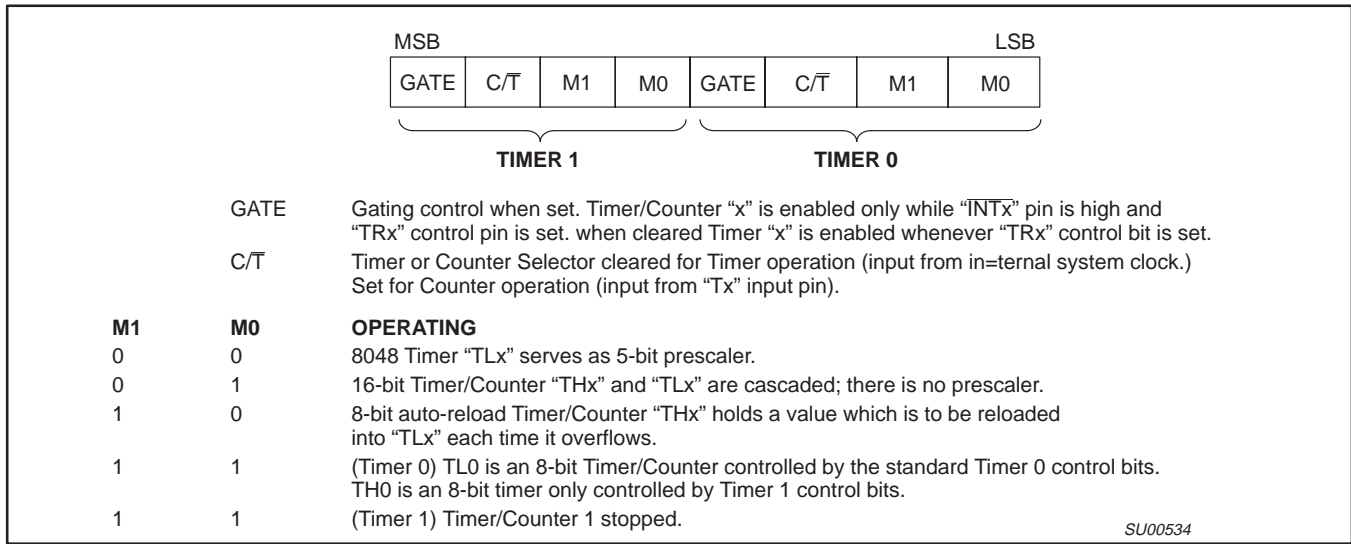 MSB LSB
GATE C/T̅ M1 M0 GATE C/T̅ M1 M0
TIMER 1 TIMER 0
GATE Gating control when set. Timer/Counter “x” is enabled only while “I̅N̅T̅x̅” pin is high and
“TRx” control pin is set. when cleared Timer “x” is enabled whenever “TRx” control bit is set.
C/T̅ Timer or Counter Selector cleared for Timer operation (input from in=ternal system clock.)
Set for Counter operation (input from “Tx” input pin).
M1 M0 OPERATING
0 0 8048 Timer “TLx” serves as 5-bit prescaler.
0 1 16-bit Timer/Counter “THx” and “TLx” are cascaded; there is no prescaler.
1 0 8-bit auto-reload Timer/Counter “THx” holds a value which is to be reloaded
into “TLx” each time it overflows.
1 1 (Timer 0) TL0 is an 8-bit Timer/Counter controlled by the standard Timer 0 control bits.
TH0 is an 8-bit timer only controlled by Timer 1 control bits.
1 1 (Timer 1) Timer/Counter 1 stopped.
SU00534